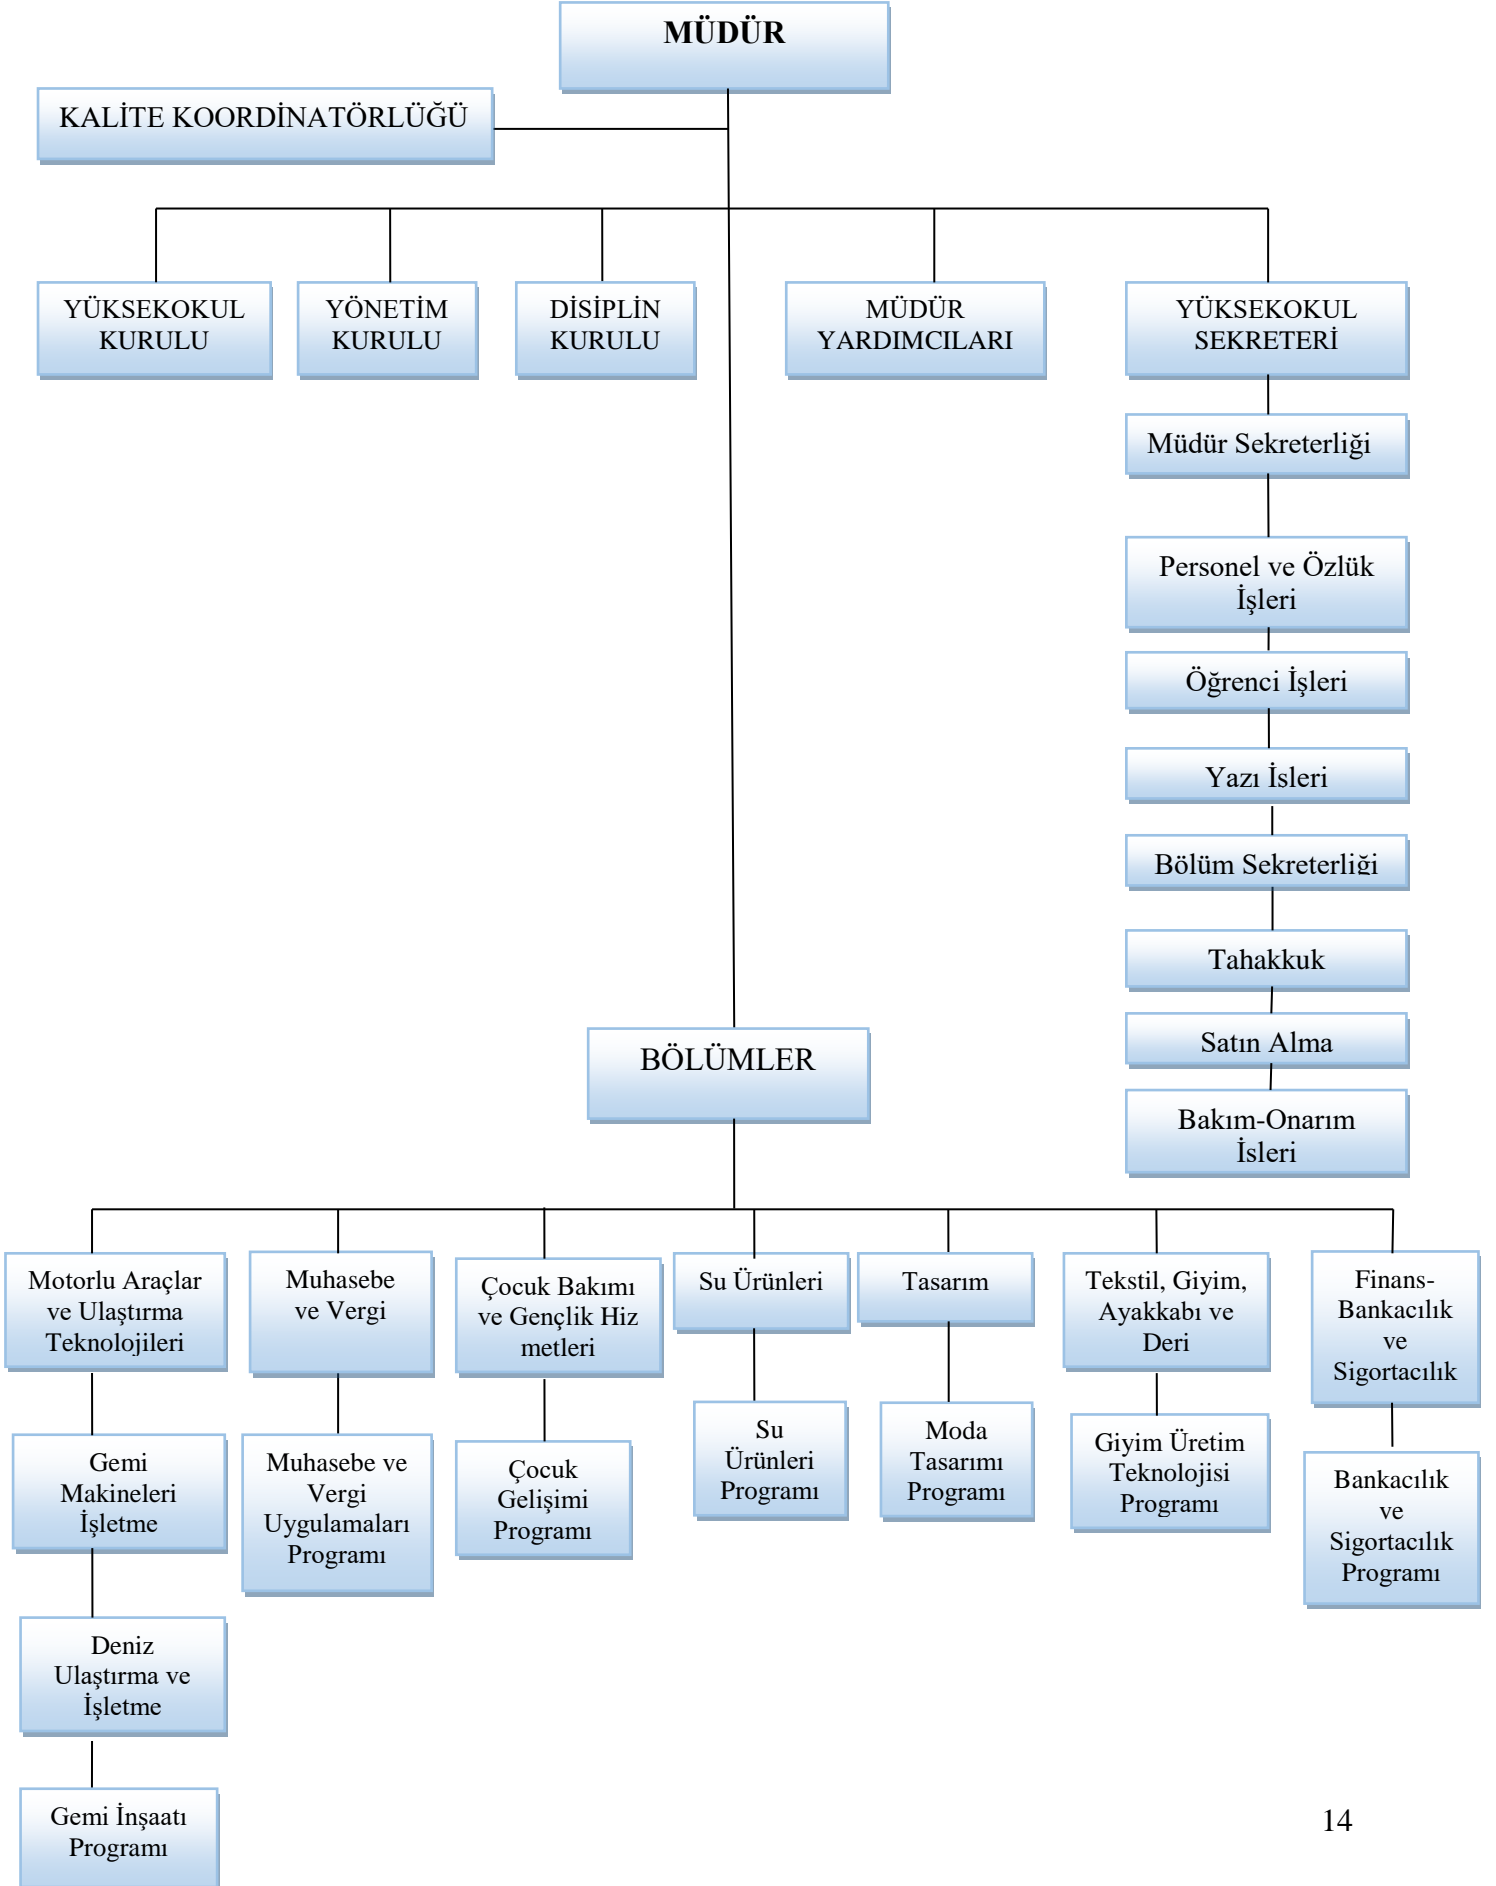 MÜDÜR
KALİTE KOORDİNATÖRLÜĞÜ
YÜKSEKOKUL
KURULU
YÖNETİM
KURULU
DİSİPLİN
KURULU
MÜDÜR
YARDIMCILARI
YÜKSEKOKUL
SEKRETERİ
Müdür Sekreterliği
Personel ve Özlük
İşleri
Öğrenci İşleri
Yazı İsleri
Bölüm Sekreterliği
Tahakkuk
Satın Alma
Bakım-Onarım
İsleri
BÖLÜMLER
Motorlu Araçlar
ve Ulaştırma
Teknolojileri
Muhasebe
ve Vergi
Çocuk Bakımı
ve Gençlik Hiz
metleri
Su Ürünleri
Tasarım
Tekstil, Giyim,
Ayakkabı ve
Deri
Finans-
Bankacılık
ve
Sigortacılık
Gemi
Makineleri
İşletme
Muhasebe ve
Vergi
Uygulamaları
Programı
Çocuk
Gelişimi
Programı
Su
Ürünleri
Programı
Moda
Tasarımı
Programı
Giyim Üretim
Teknolojisi
Programı
Bankacılık
ve
Sigortacılık
Programı
Deniz
Ulaştırma ve
İşletme
Gemi İnşaatı
Programı
14